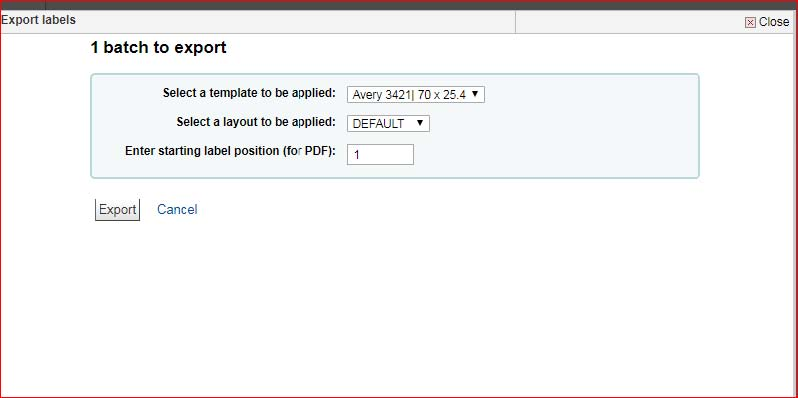 Export labels
Close
1 batch to export
Select a template to be applied: Avery 3421| 70 x 25.4
Select a layout to be applied: DEFAULT
Enter starting label position (for PDF): 1
Export Cancel